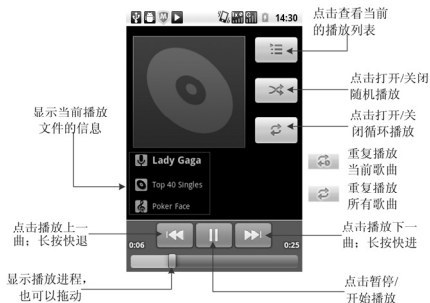 14:30
点击查看当前
的播放列表
点击打开/关闭
随机播放
点击打开/关
闭循环播放
显示当前播放
文件的信息
重复播放
当前歌曲
重复播放
所有歌曲
Lady Gaga
Top 40 Singles
Poker Face
点击播放上一
曲；长按快退
点击播放下一
曲；长按快进
0:06
0:25
显示播放进程，
也可以拖动
点击暂停/
开始播放